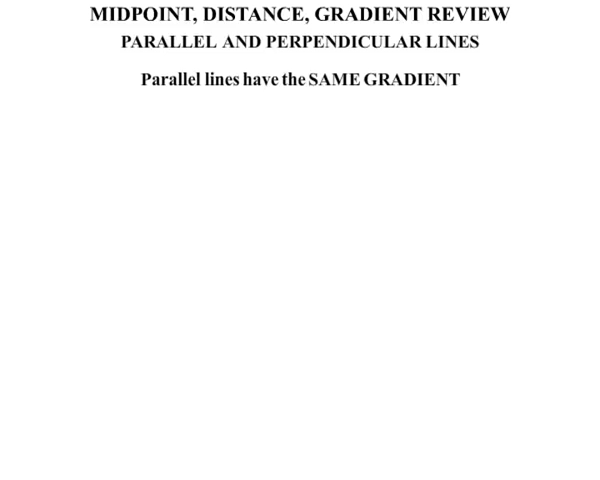 MIDPOINT, DISTANCE, GRADIENT REVIEW
PARALLEL AND PERPENDICULAR LINES
Parallel lines have the SAME GRADIENT